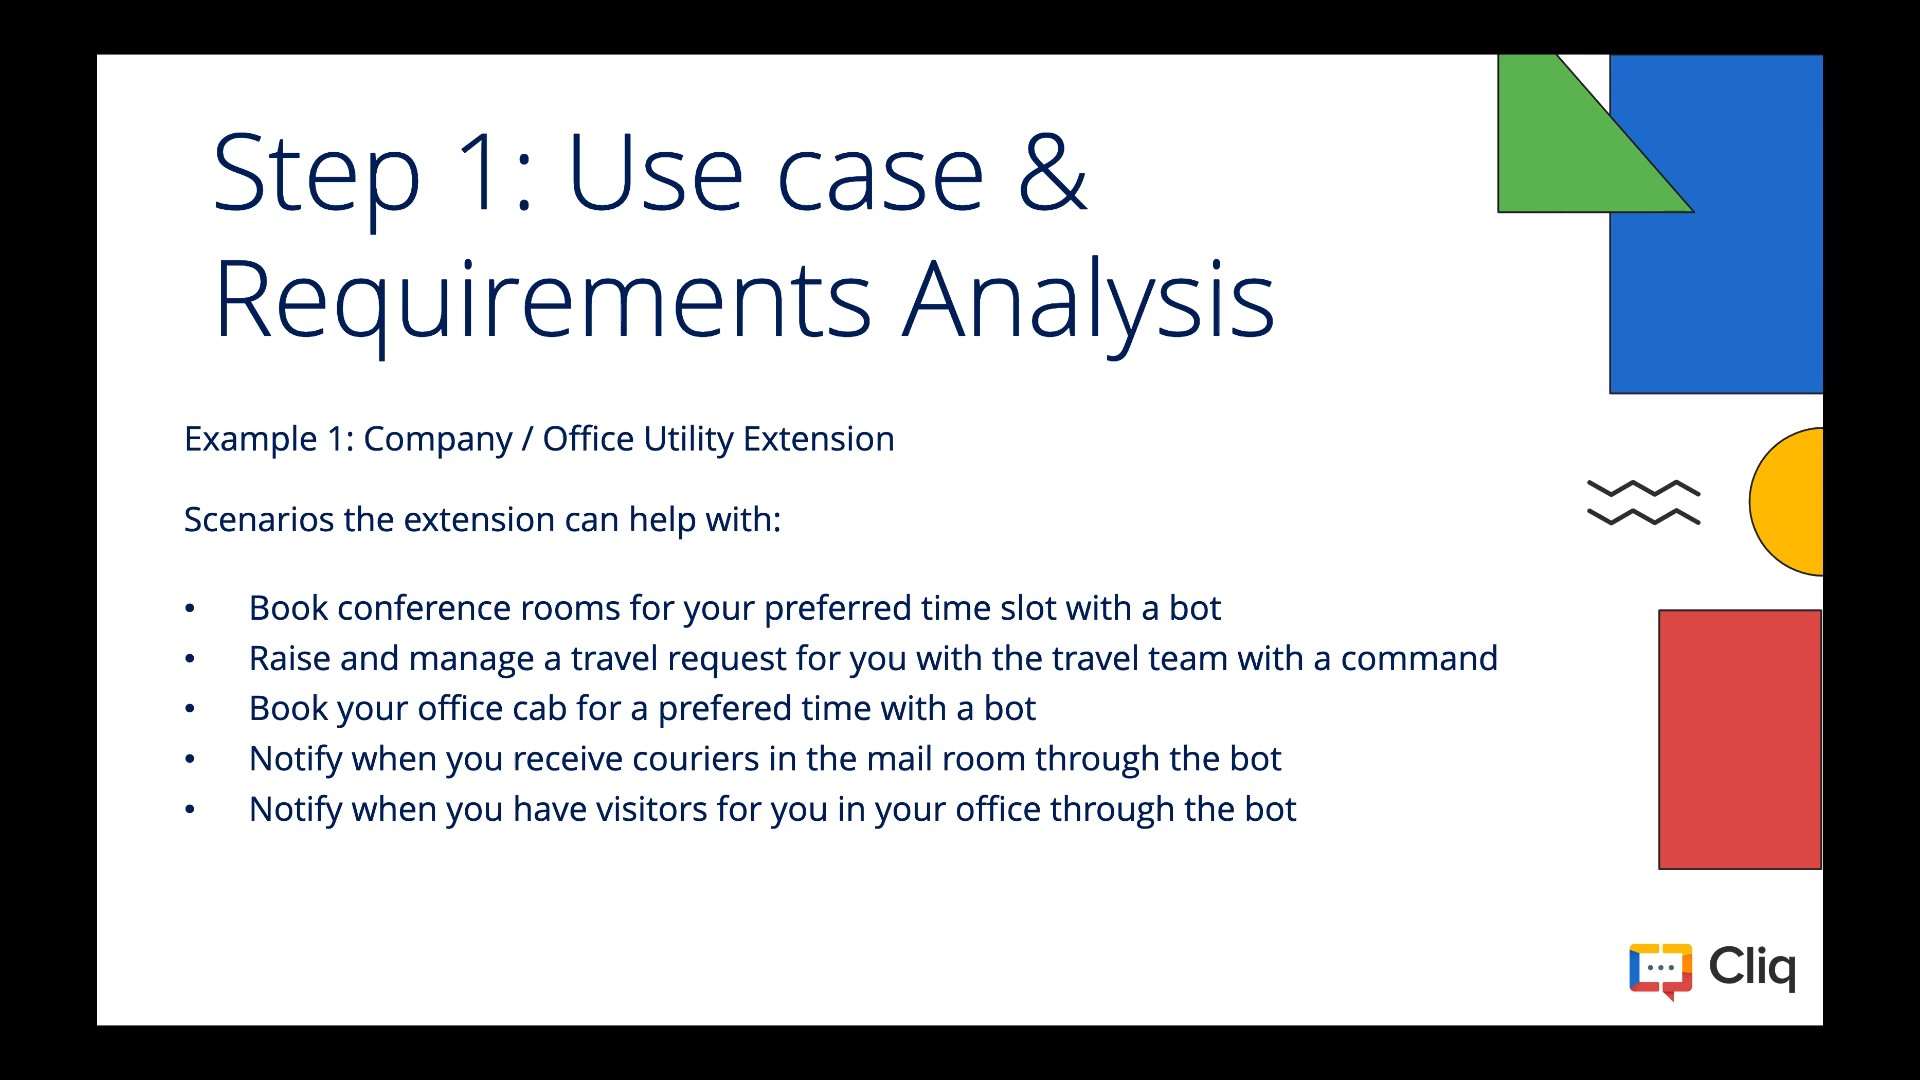 Step 1: Use case &
Requirements Analysis
Example 1: Company / Office Utility Extension
Scenarios the extension can help with:
• Book conference rooms for your preferred time slot with a bot
• Raise and manage a travel request for you with the travel team with a command
• Book your office cab for a prefered time with a bot
• Notify when you receive couriers in the mail room through the bot
• Notify when you have visitors for you in your office through the bot
Cliq